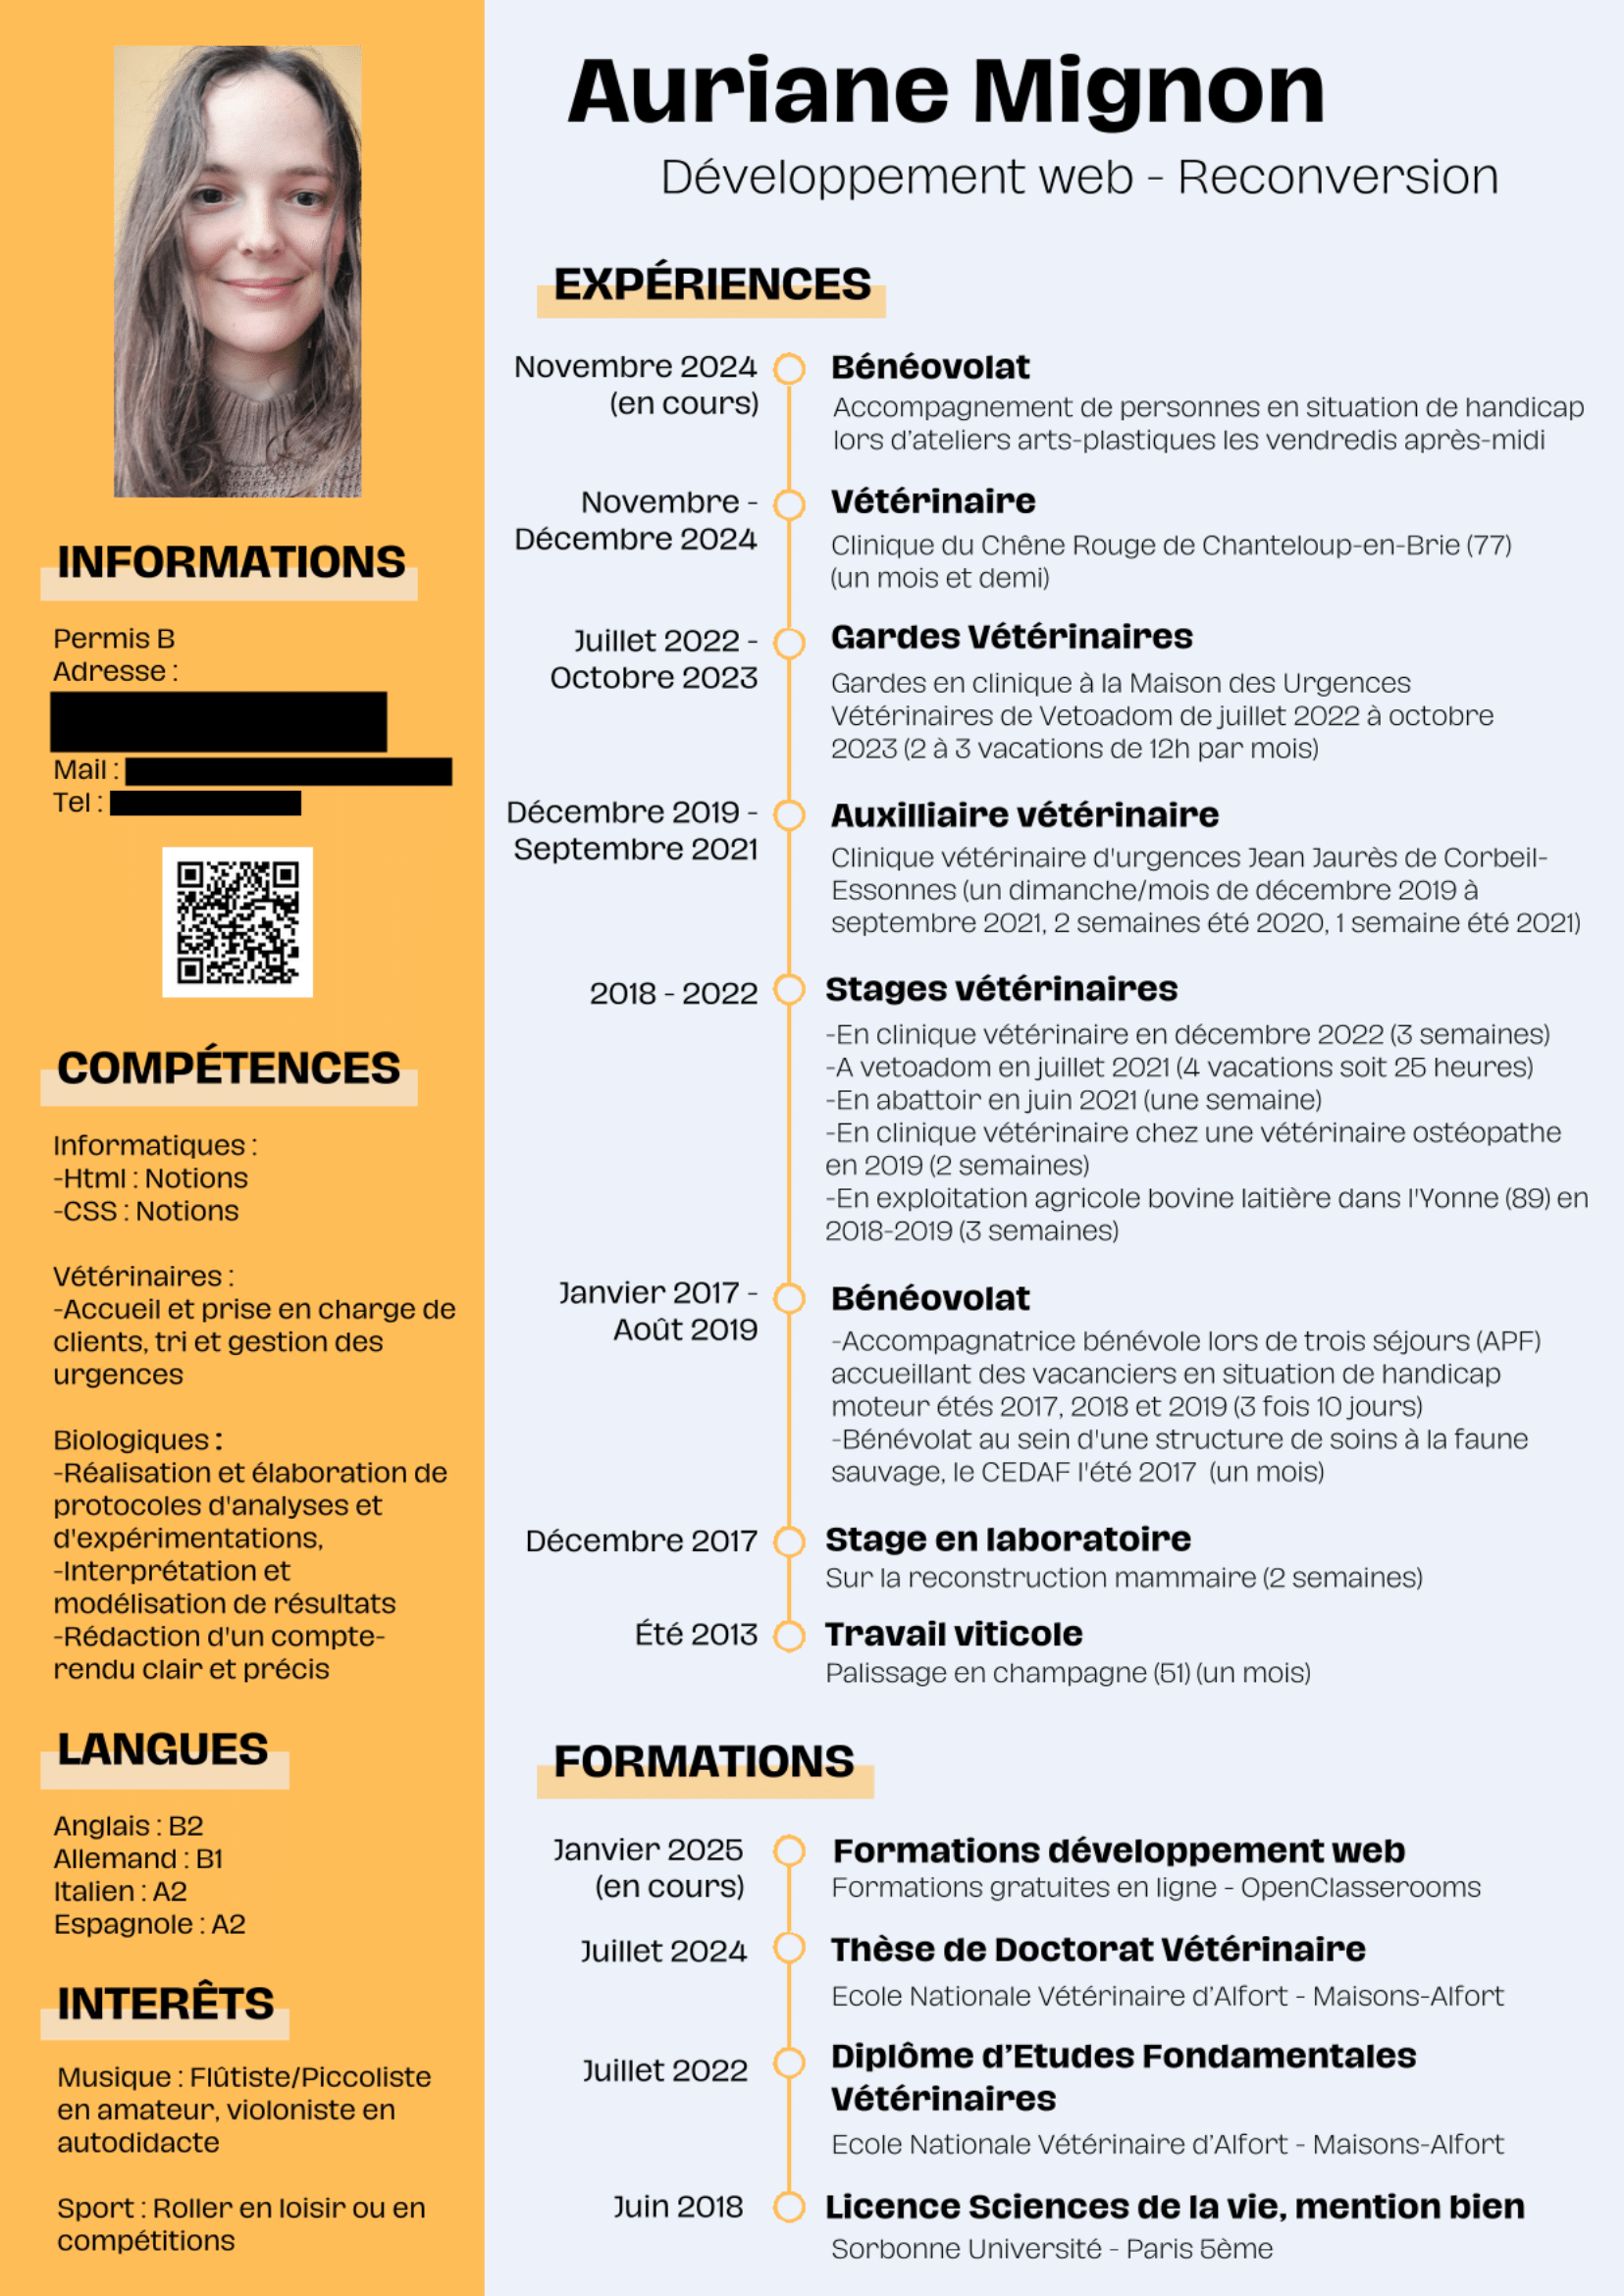 Auriane Mignon
Développement web - Reconversion
INFORMATIONS
Permis B
Adresse :
Mail :
Tel :
COMPÉTENCES
Informatiques :
-Html : Notions
-CSS : Notions
Vétérinaires :
-Accueil et prise en charge de
clients, tri et gestion des
urgences
Biologiques :
-Réalisation et élaboration de
protocoles d'analyses et
d'expérimentations,
-Interprétation et
modélisation de résultats
-Rédaction d'un compte-
rendu clair et précis
LANGUES
Anglais : B2
Allemand : B1
Italien : A2
Espagnole : A2
INTERÊTS
Musique : Flûtiste/Piccoliste
en amateur, violoniste en
autodidacte
Sport : Roller en loisir ou en
compétitions
EXPÉRIENCES
Novembre 2024
(en cours)
Bénéovolat
Accompagnement de personnes en situation de handicap
lors d'ateliers arts-plastiques les vendredis après-midi
Novembre -
Décembre 2024
Vétérinaire
Clinique du Chêne Rouge de Chanteloup-en-Brie (77)
(un mois et demi)
Juillet 2022 -
Octobre 2023
Gardes Vétérinaires
Gardes en clinique à la Maison des Urgences
Vétérinaires de Vetoadom de juillet 2022 à octobre
2023 (2 à 3 vacations de 12h par mois)
Décembre 2019 -
Septembre 2021
Auxilliaire vétérinaire
Clinique vétérinaire d'urgences Jean Jaurès de Corbeil-
Essonnes (un dimanche/mois de décembre 2019 à
septembre 2021, 2 semaines été 2020, 1 semaine été 2021)
2018 - 2022
Stages vétérinaires
-En clinique vétérinaire en décembre 2022 (3 semaines)
-A vetoadom en juillet 2021 (4 vacations soit 25 heures)
-En abattoir en juin 2021 (une semaine)
-En clinique vétérinaire chez une vétérinaire ostéopathe
en 2019 (2 semaines)
-En exploitation agricole bovine laitière dans l'Yonne (89) en
2018-2019 (3 semaines)
Janvier 2017 -
Août 2019
Bénéovolat
-Accompagnatrice bénévole lors de trois séjours (APF)
accueillant des vacanciers en situation de handicap
moteur étés 2017, 2018 et 2019 (3 fois 10 jours)
-Bénévolat au sein d'une structure de soins à la faune
sauvage, le CEDAF l'été 2017 (un mois)
Décembre 2017
Stage en laboratoire
Sur la reconstruction mammaire (2 semaines)
Été 2013
Travail viticole
Palissage en champagne (51) (un mois)
FORMATIONS
Janvier 2025
(en cours)
Formations développement web
Formations gratuites en ligne - OpenClasserooms
Juillet 2024
Thèse de Doctorat Vétérinaire
Ecole Nationale Vétérinaire d'Alfort - Maisons-Alfort
Juillet 2022
Diplôme d'Etudes Fondamentales
Vétérinaires
Ecole Nationale Vétérinaire d'Alfort - Maisons-Alfort
Juin 2018
Licence Sciences de la vie, mention bien
Sorbonne Université - Paris 5ème